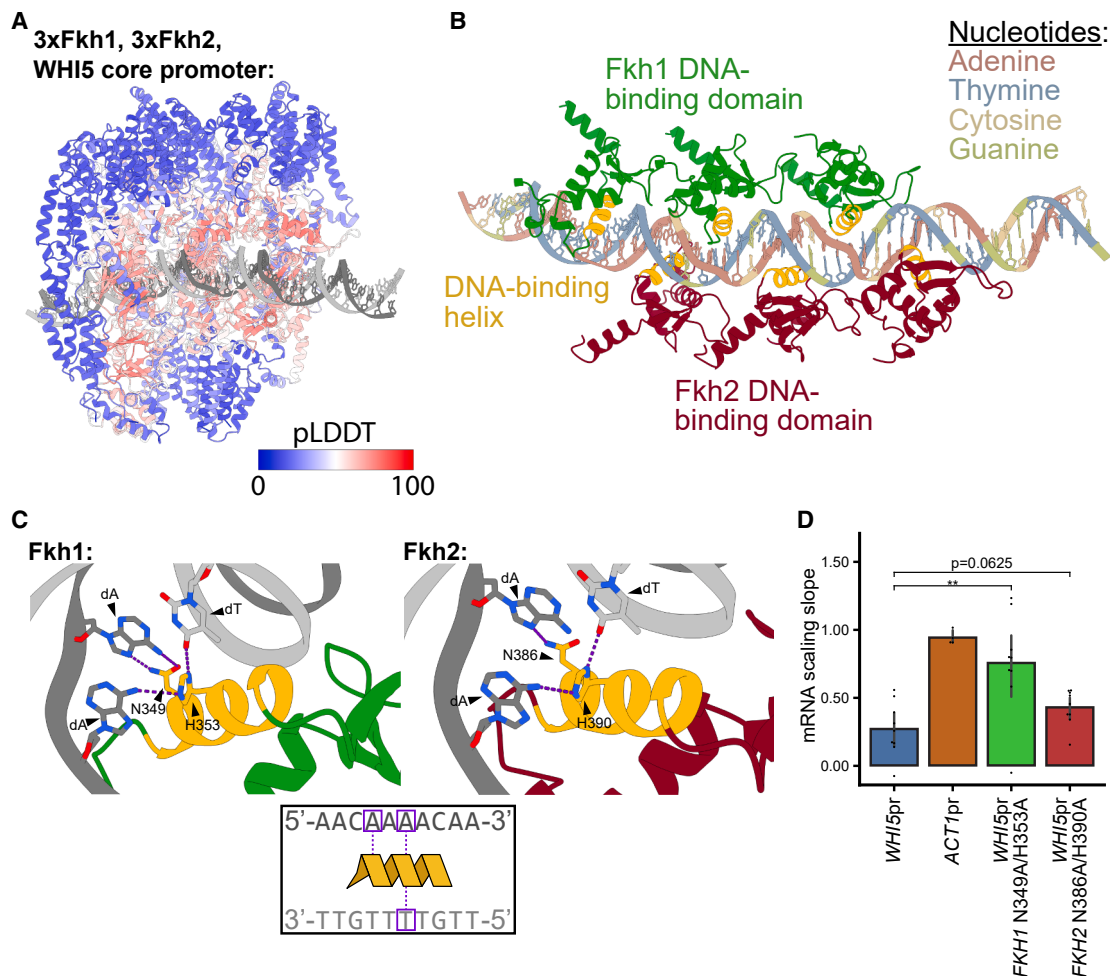 A
3xFkh1, 3xFkh2,
WHI5 core promoter:
pLDDT
0
100
B
Fkh1 DNA-
binding domain
Nucleotides:
Adenine
Thymine
Cytosine
Guanine
DNA-binding
helix
Fkh2 DNA-
binding domain
C
Fkh1:
dA
dT
N349
dA
H353
Fkh2:
dA
dT
N386
dA
H390
5'-AACAAAACAA-3'
3'-TTGTTTTGTT-5'
D
mRNA scaling slope
1.50
1.00
0.50
0.00
p=0.0625
**
WHI5pr
ACT1pr
WHI5pr
FKH1 N349A/H353A
WHI5pr
FKH2 N386A/H390A